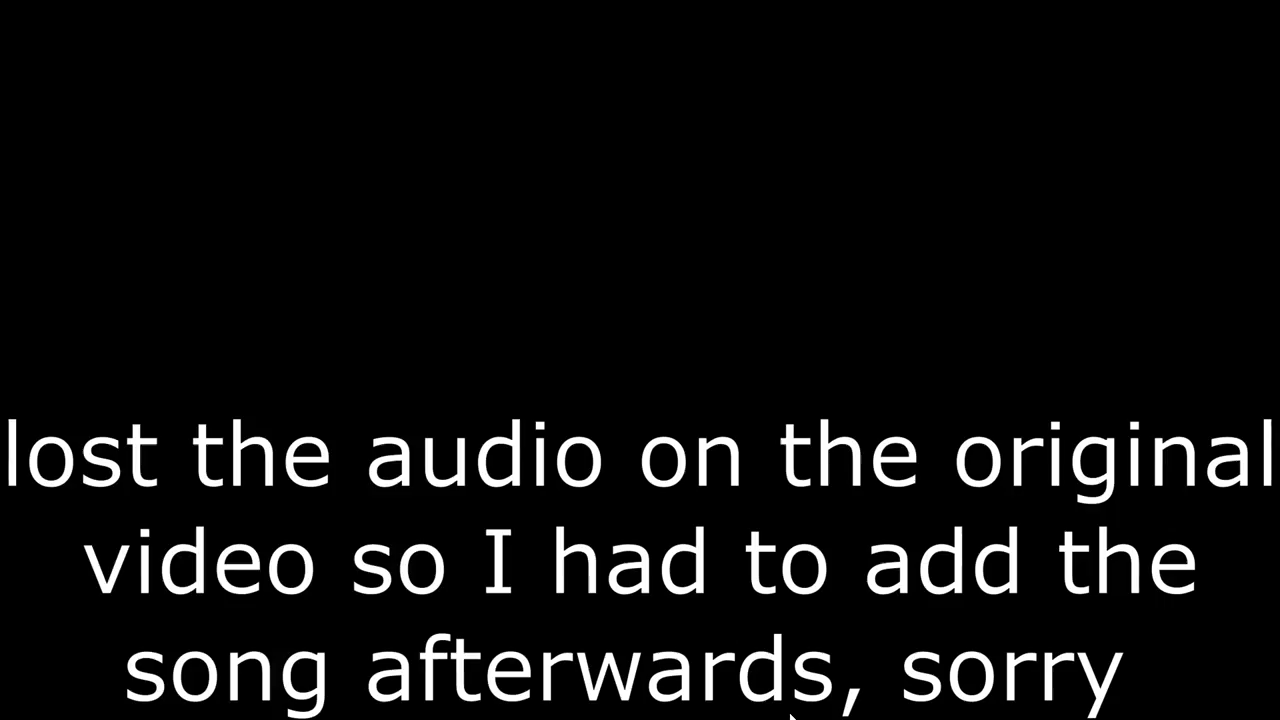 lost the audio on the original
video so I had to add the
song afterwards, sorry